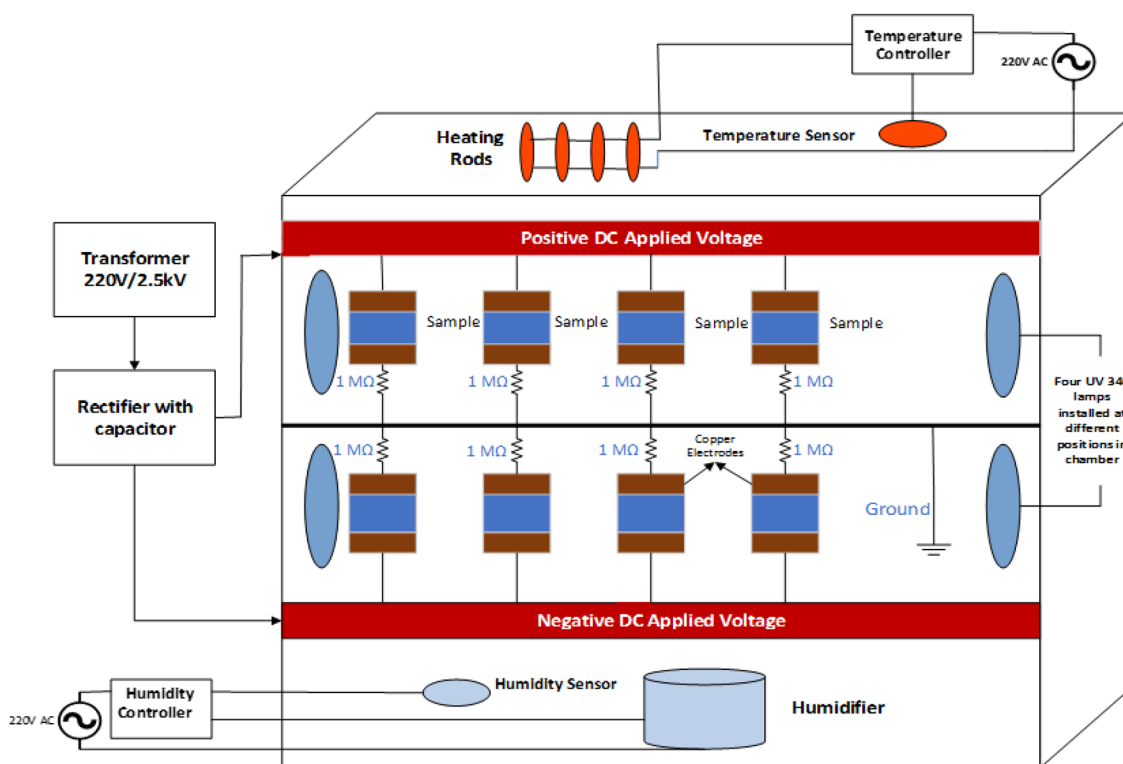 Temperature
Controller
220V AC
Heating
Rods
Temperature Sensor
Positive DC Applied Voltage
Transformer
220V/2.5kV
Sample
Sample
Sample
Sample
1 MΩ
1 MΩ
1 MΩ
1 MΩ
Rectifier with
capacitor
Four UV 34
lamps
installed at
different
positions in
chamber
1 MΩ
1 MΩ
1 MΩ
1 MΩ
Copper
Electrodes
Ground
Negative DC Applied Voltage
Humidity Sensor
Humidity
Controller
220V AC
Humidifier